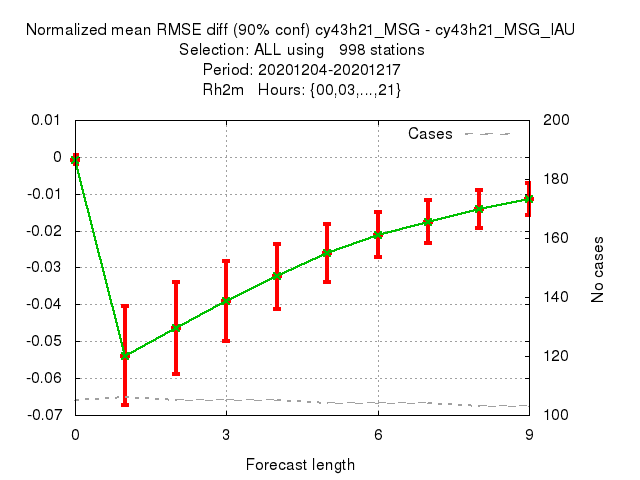 Normalized mean RMSE diff (90% conf) cy43h21_MSG - cy43h21_MSG_IAU
Selection: ALL using   998 stations
Period: 20201204-20201217
Rh2m   Hours: {00,03,...,21}
0.01
0
-0.01
-0.02
-0.03
-0.04
-0.05
-0.06
-0.07
Cases
200
180
160
140
120
100
No cases
0
3
6
9
Forecast length